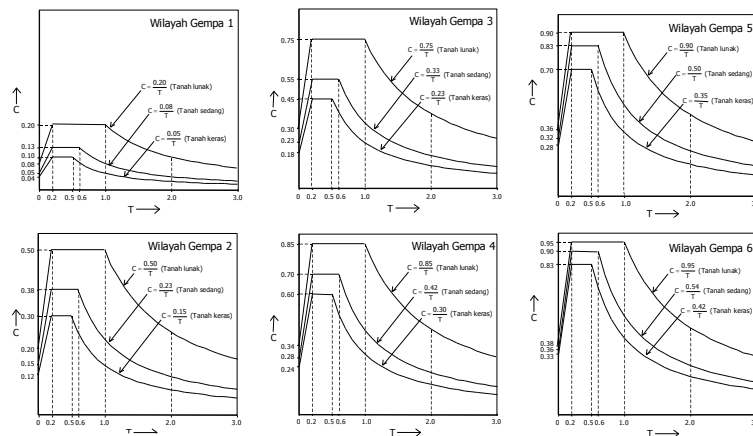 Wilayah Gempa 1
C = 0.20/T (Tanah lunak)
C = 0.08/T (Tanah sedang)
C = 0.05/T (Tanah keras)
C
0.20
0.13
0.10
0.08
0.05
0.04
0 0.2 0.5 0.6 1.0 2.0 3.0
T
Wilayah Gempa 3
C = 0.75/T (Tanah lunak)
C = 0.33/T (Tanah sedang)
C = 0.23/T (Tanah keras)
C
0.75
0.55
0.45
0.30
0.23
0.18
0 0.2 0.5 0.6 1.0 2.0 3.0
T
Wilayah Gempa 5
C = 0.90/T (Tanah lunak)
C = 0.50/T (Tanah sedang)
C = 0.35/T (Tanah keras)
C
0.90
0.83
0.70
0.36
0.32
0.28
0 0.2 0.5 0.6 1.0 2.0 3.0
T
Wilayah Gempa 2
C = 0.50/T (Tanah lunak)
C = 0.23/T (Tanah sedang)
C = 0.15/T (Tanah keras)
C
0.50
0.38
0.30
0.20
0.15
0.12
0 0.2 0.5 0.6 1.0 2.0 3.0
T
Wilayah Gempa 4
C = 0.85/T (Tanah lunak)
C = 0.42/T (Tanah sedang)
C = 0.30/T (Tanah keras)
C
0.85
0.70
0.60
0.34
0.28
0.24
0 0.2 0.5 0.6 1.0 2.0 3.0
T
Wilayah Gempa 6
C = 0.95/T (Tanah lunak)
C = 0.54/T (Tanah sedang)
C = 0.42/T (Tanah keras)
C
0.95
0.90
0.83
0.38
0.36
0.33
0 0.2 0.5 0.6 1.0 2.0 3.0
T